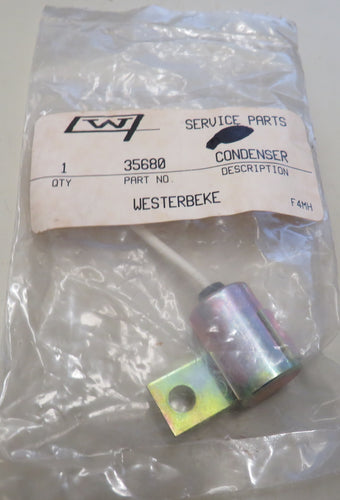 W
SERVICE PARTS
1 35680 CONDENSER
QTY PART NO. DESCRIPTION
WESTERBEKE F4MH